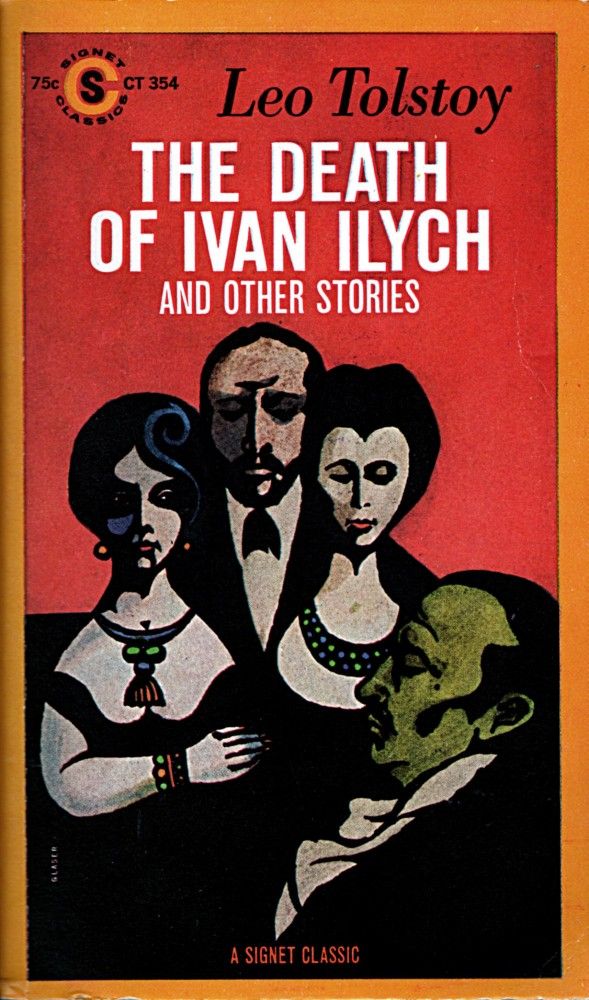 SIGNET
75c S CT 354
CLASSICS
Leo Tolstoy
THE DEATH
OF IVAN ILYCH
AND OTHER STORIES
GLASER
A SIGNET CLASSIC